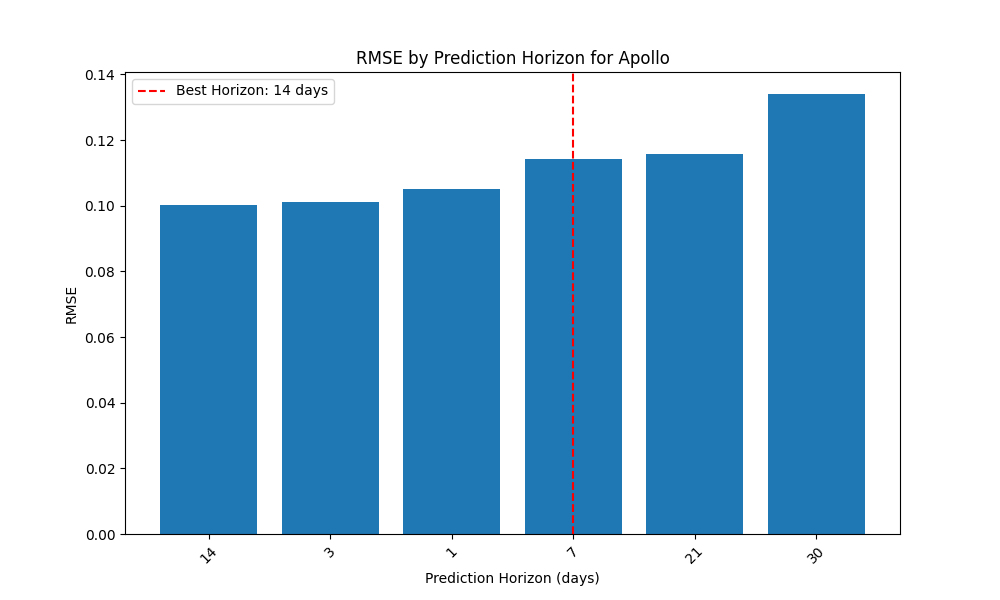 RMSE by Prediction Horizon for Apollo
Best Horizon: 14 days
0.14
0.12
0.10
0.08
0.06
0.04
0.02
0.00
RMSE
14 3 1 7 21 30
Prediction Horizon (days)